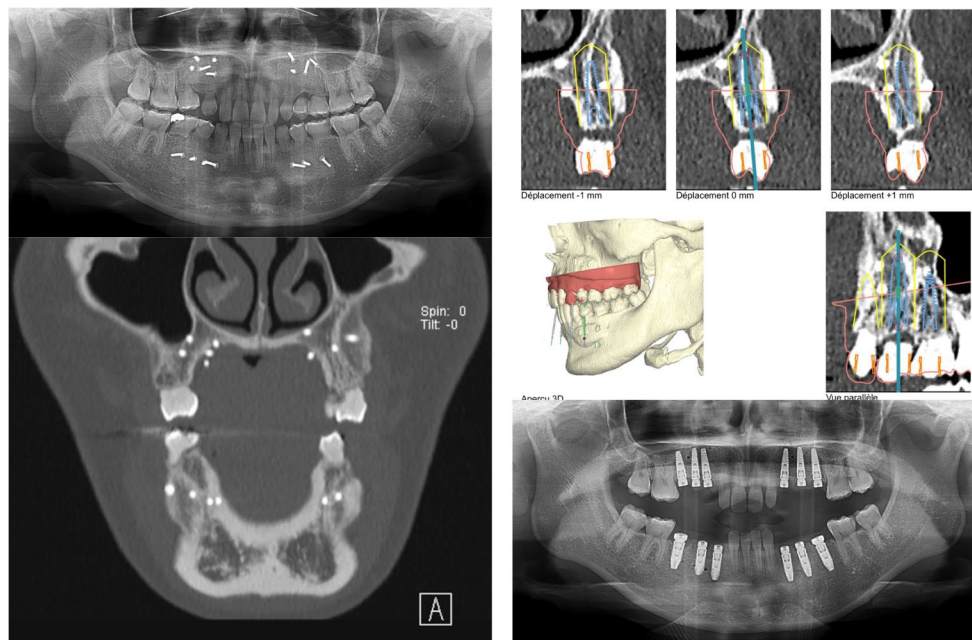 Déplacement -1 mm
Déplacement 0 mm
Déplacement +1 mm
Spin: 0
Tilt: -0
Aperçu 3D
Vue parallèle
A